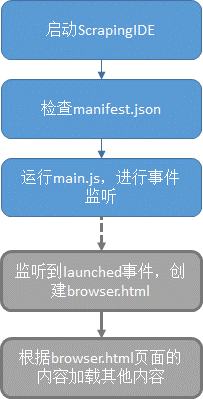 启动ScrapingIDE
检查manifest.json
运行main.js，进行事件
监听
监听到launched事件，创
建browser.html
根据browser.html页面的
内容加载其他内容